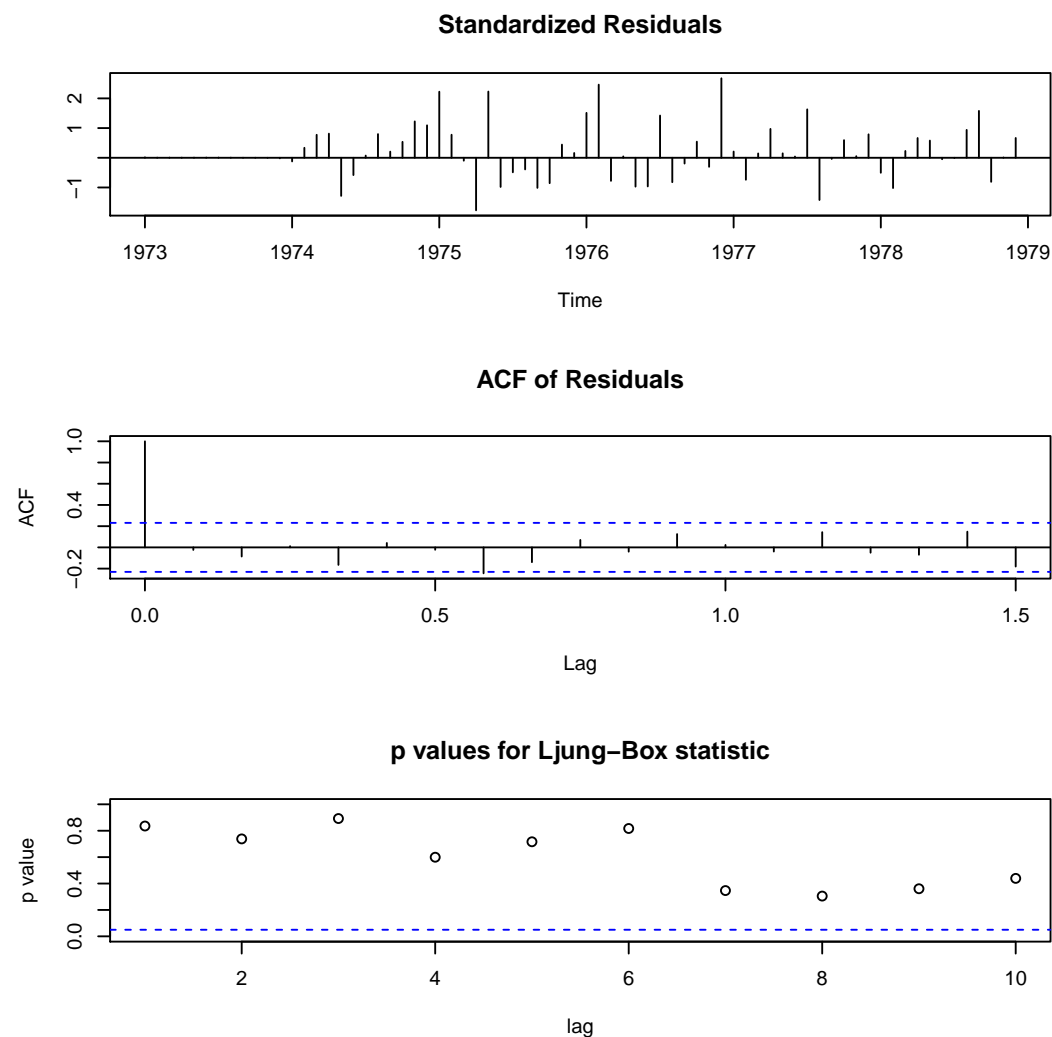 Standardized Residuals
2
1
−1
1973 1974 1975 1976 1977 1978 1979
Time
ACF of Residuals
1.0
0.4
−0.2
ACF
0.0 0.5 1.0 1.5
Lag
p values for Ljung−Box statistic
0.8
0.4
0.0
p value
2 4 6 8 10
lag